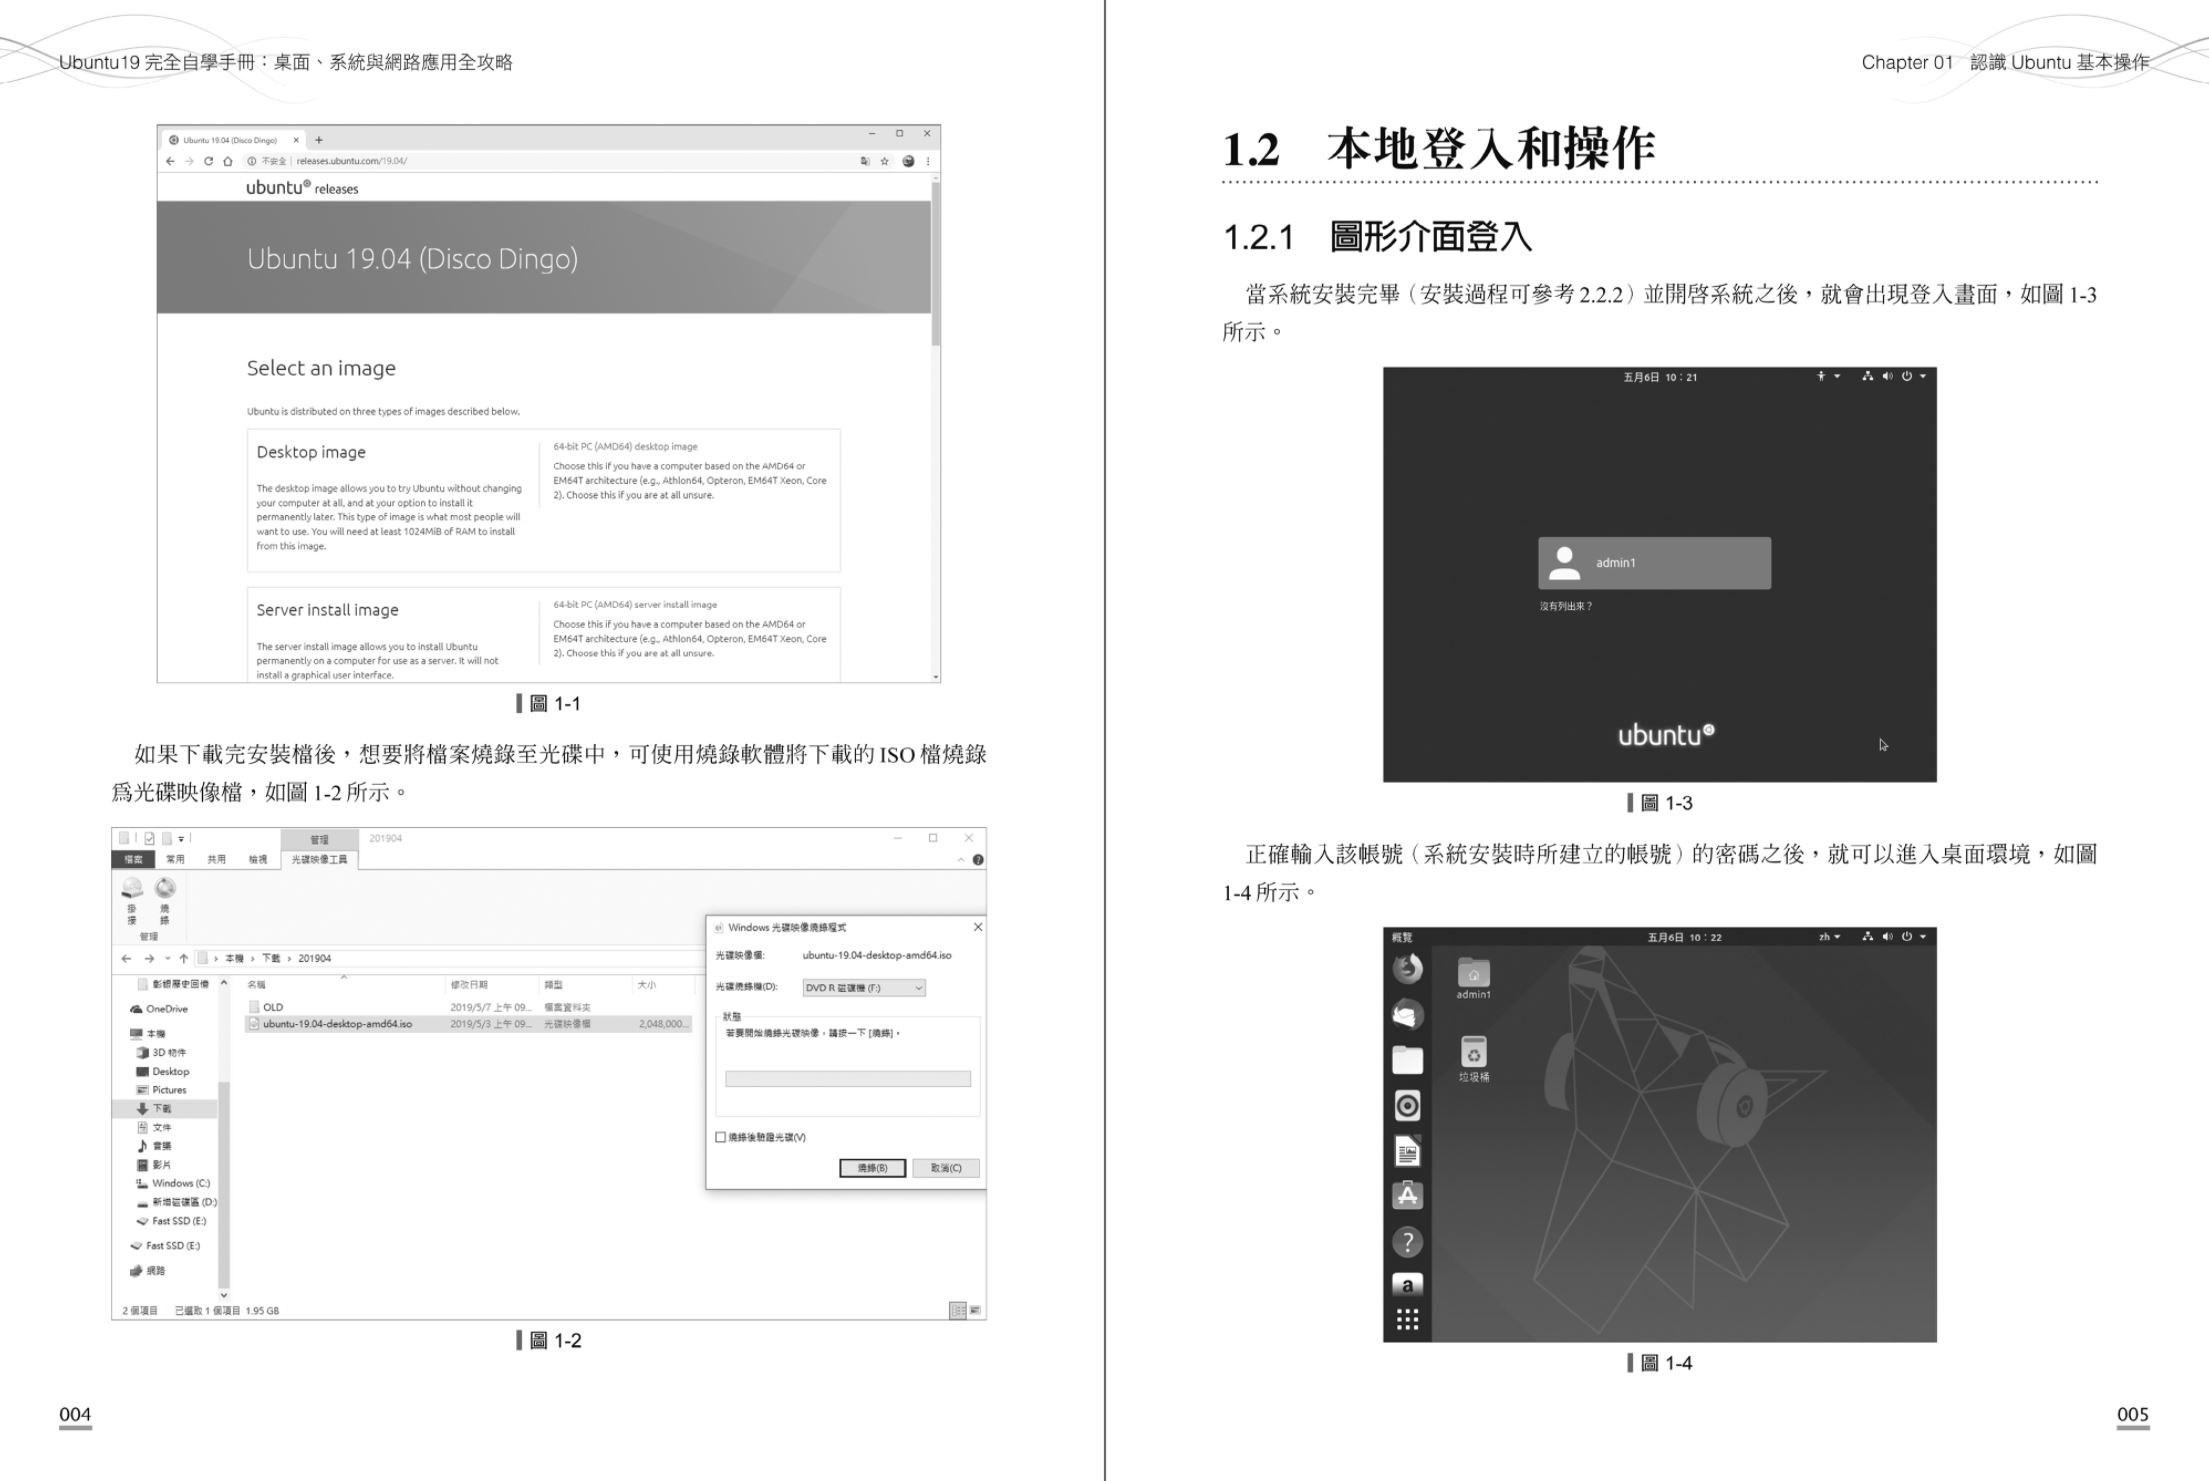 Ubuntu19 完全自學手冊：桌面、系統與網路應用全攻略
Ubuntu 19.04 (Disco Dingo)
不安全 | releases.ubuntu.com/19.04/
ubuntu releases
Ubuntu 19.04 (Disco Dingo)
Select an image
Ubuntu is distributed on three types of images described below.
Desktop image
The desktop image allows you to try Ubuntu without changing
your computer at all, and at your option to install it
permanently later. This type of image is what most people will
want to use. You will need at least 1024MiB of RAM to install
from this image.
64-bit PC (AMD64) desktop image
Choose this if you have a computer based on the AMD64 or
EM64T architecture (e.g., Athlon64, Opteron, EM64T Xeon, Core
2). Choose this if you are at all unsure.
Server install image
The server install image allows you to install Ubuntu
permanently on a computer for use as a server. It will not
install a graphical user interface.
64-bit PC (AMD64) server install image
Choose this if you have a computer based on the AMD64 or
EM64T architecture (e.g., Athlon64, Opteron, EM64T Xeon, Core
2). Choose this if you are at all unsure.
圖 1-1
如果下載完安裝檔後，想要將檔案燒錄至光碟中，可使用燒錄軟體將下載的 ISO 檔燒錄
為光碟映像檔，如圖 1-2 所示。
管理
201904
檔案 常用 共用 檢視 光碟映像工具
掛接
燒錄
管理
本機 › 下載 › 201904
名稱 修改日期 類型 大小
OLD 2019/5/7 上午 09... 檔案資料夾
ubuntu-19.04-desktop-amd64.iso 2019/5/3 上午 09... 光碟映像檔 2,048,000...
OneDrive
本機
3D 物件
Desktop
Pictures
下載
文件
音樂
影片
Windows (C:)
新增磁碟區 (D:)
Fast SSD (E:)
Fast SSD (E:)
網路
2 個項目 已選取 1 個項目 1.95 GB
Windows 光碟映像燒錄程式
光碟映像檔: ubuntu-19.04-desktop-amd64.iso
光碟燒錄機(D): DVD R 磁碟機 (F:)
狀態
若要開始燒錄光碟映像，請按一下 [燒錄]。
燒錄後驗證光碟(V)
燒錄(B) 取消(C)
圖 1-2
004
Chapter 01 認識 Ubuntu 基本操作
1.2 本地登入和操作
1.2.1 圖形介面登入
當系統安裝完畢（安裝過程可參考 2.2.2）並開啓系統之後，就會出現登入畫面，如圖 1-3
所示。
五月6日 10：21
admin1
沒有列出來？
ubuntu
圖 1-3
正確輸入該帳號（系統安裝時所建立的帳號）的密碼之後，就可以進入桌面環境，如圖
1-4 所示。
概覽 五月6日 10：22 zh
admin1
垃圾桶
圖 1-4
005